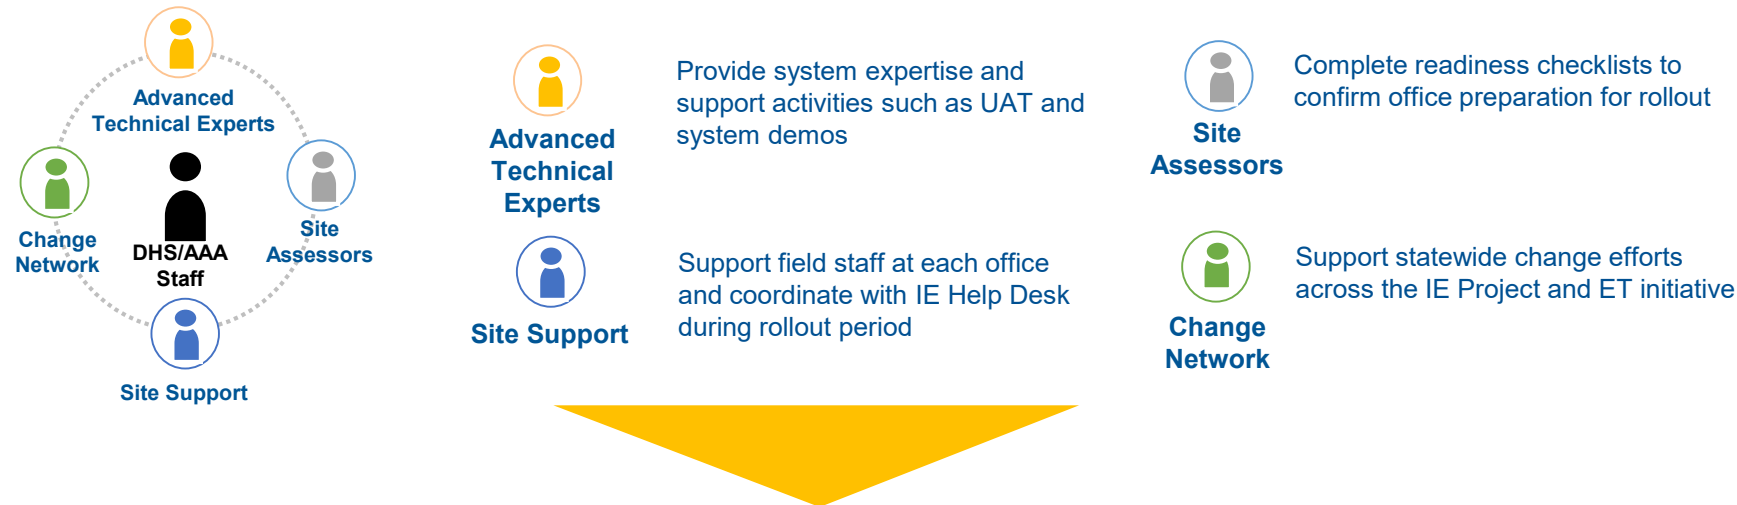 Advanced
Technical Experts
Change
Network
DHS/AAA
Staff
Site
Assessors
Site Support
Advanced
Technical
Experts
Provide system expertise and
support activities such as UAT and
system demos
Site Support
Support field staff at each office
and coordinate with IE Help Desk
during rollout period
Site
Assessors
Complete readiness checklists to
confirm office preparation for rollout
Change
Network
Support statewide change efforts
across the IE Project and ET initiative